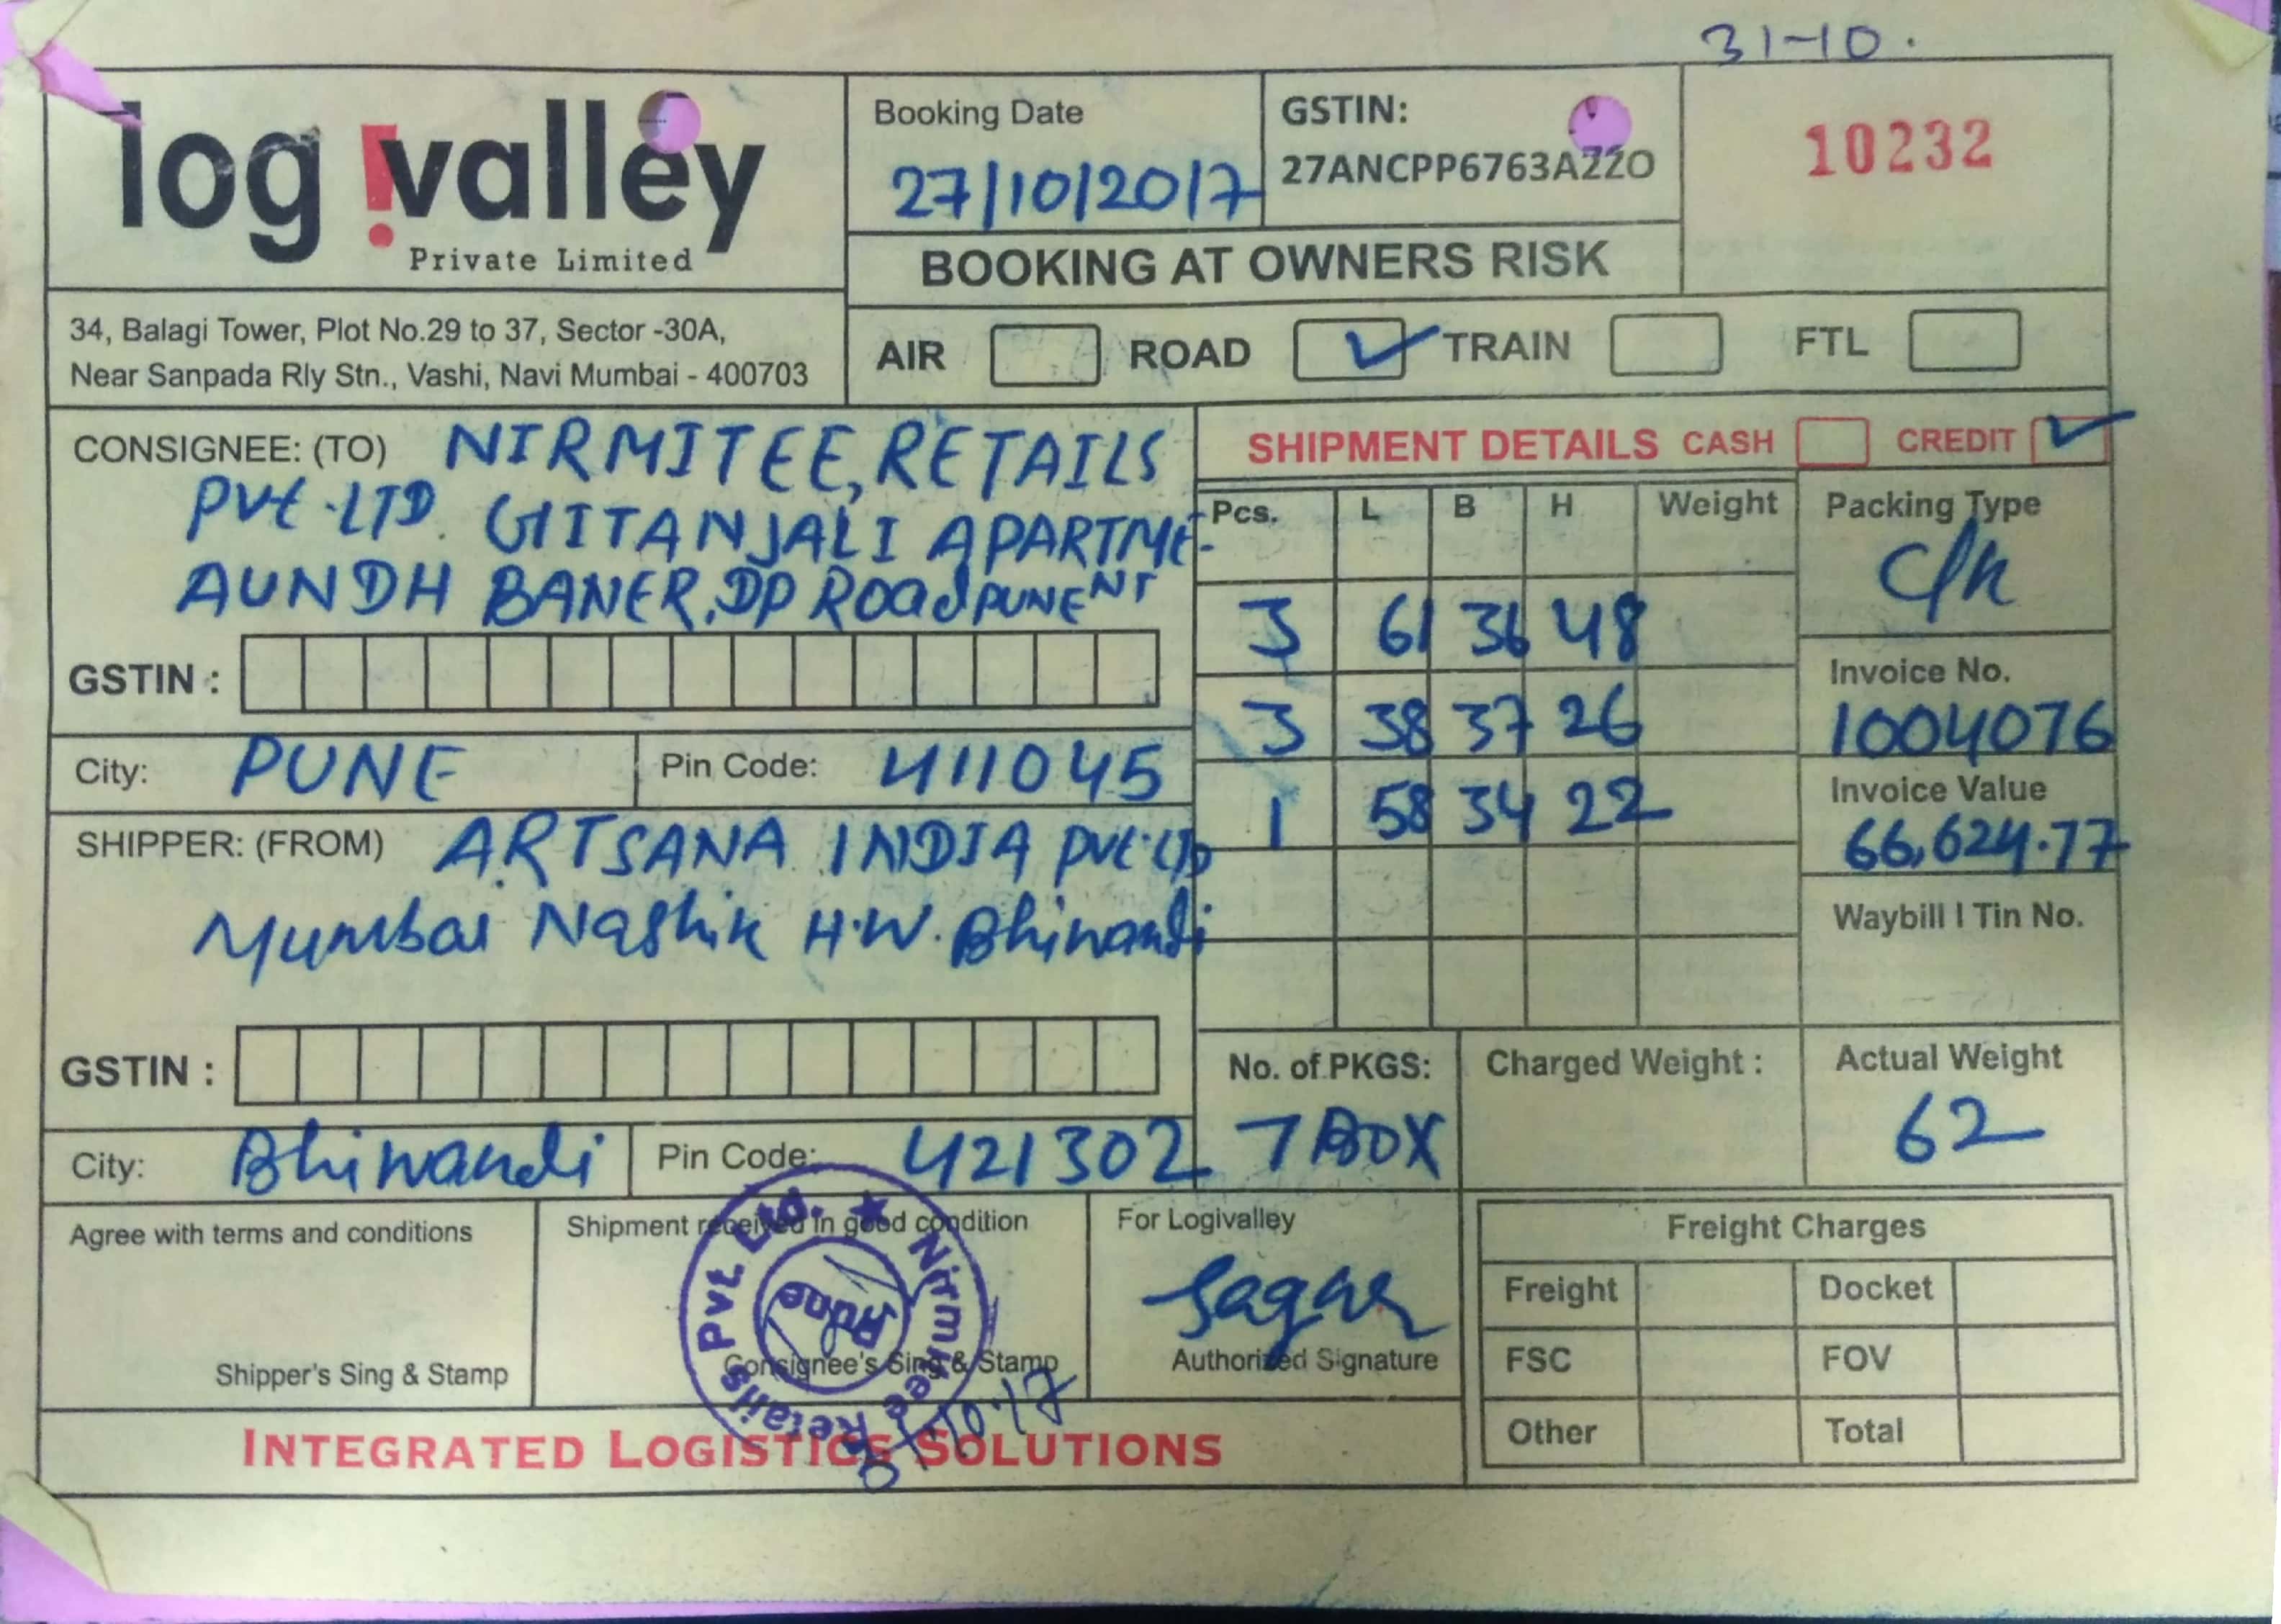 31-10.
logivalley
Private Limited
34, Balagi Tower, Plot No.29 to 37, Sector -30A,
Near Sanpada Rly Stn., Vashi, Navi Mumbai - 400703
Booking Date
27/10/2017
GSTIN:
27ANCPP6763AZZO
10232
BOOKING AT OWNERS RISK
AIR ROAD TRAIN FTL
CONSIGNEE: (TO) NIRMITEE, RETAILS
PVt. LTD. GITANJALI APARTME-
NT
AUNDH BANER, DP Road PUNE
GSTIN :
City: PUNE Pin Code: 411045
SHIPPER: (FROM) ARTSANA INDIA Pvt. LTD
Mumbai Nashik H.W. Bhiwandi
GSTIN :
City: Bhiwandi Pin Code: 421302
SHIPMENT DETAILS CASH CREDIT
Pcs. L B H Weight
3 61 36 48
3 38 37 26
1 58 34 22
Packing Type
Invoice No.
1004076
Invoice Value
66,624.77
Waybill I Tin No.
No. of PKGS:
7 BOX
Charged Weight :
Actual Weight
62
Agree with terms and conditions
Shipper's Sing & Stamp
Shipment received in good condition
Consignee's Sing & Stamp
Nirmitee Retails Pvt Ltd.
Pune
For Logivalley
Sagar
Authorized Signature
Freight Charges
Freight Docket
FSC FOV
Other Total
INTEGRATED LOGISTICS SOLUTIONS